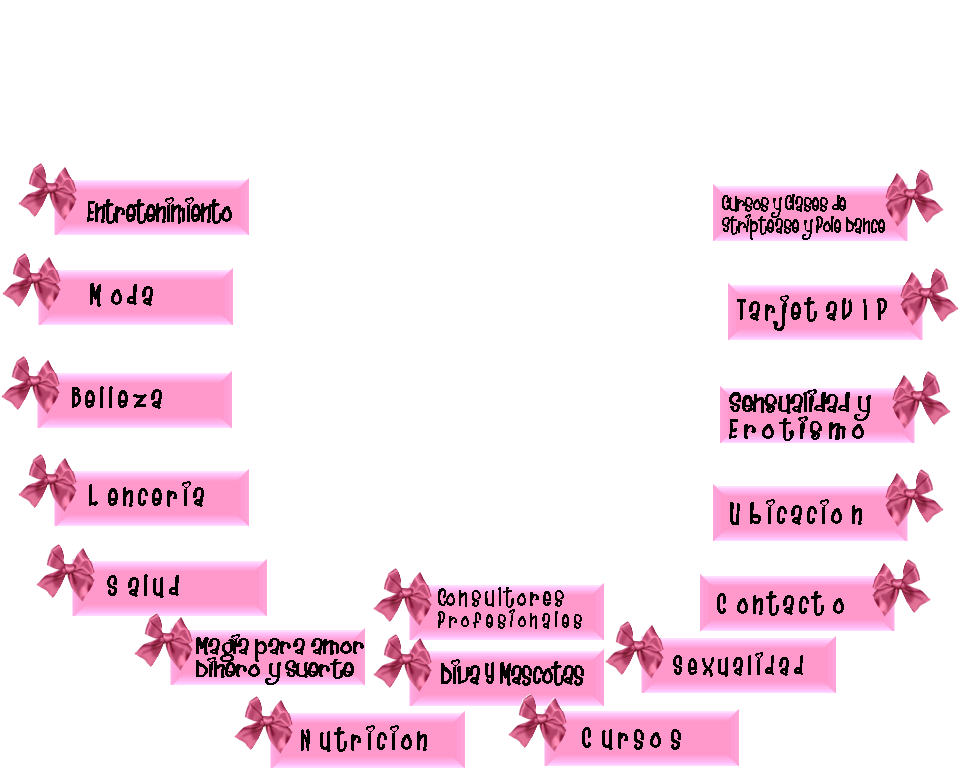 Entretenimiento
Moda
Belleza
Lenceria
Salud
Magia para amor
Dinero y Suerte
Nutricion
Consultores
Profesionales
Diva y Mascotas
Cursos
Sexualidad
Cursos y Clases de
Striptease y Pole Dance
Tarjeta VIP
Sensualidad y
Erotismo
Ubicacion
Contacto